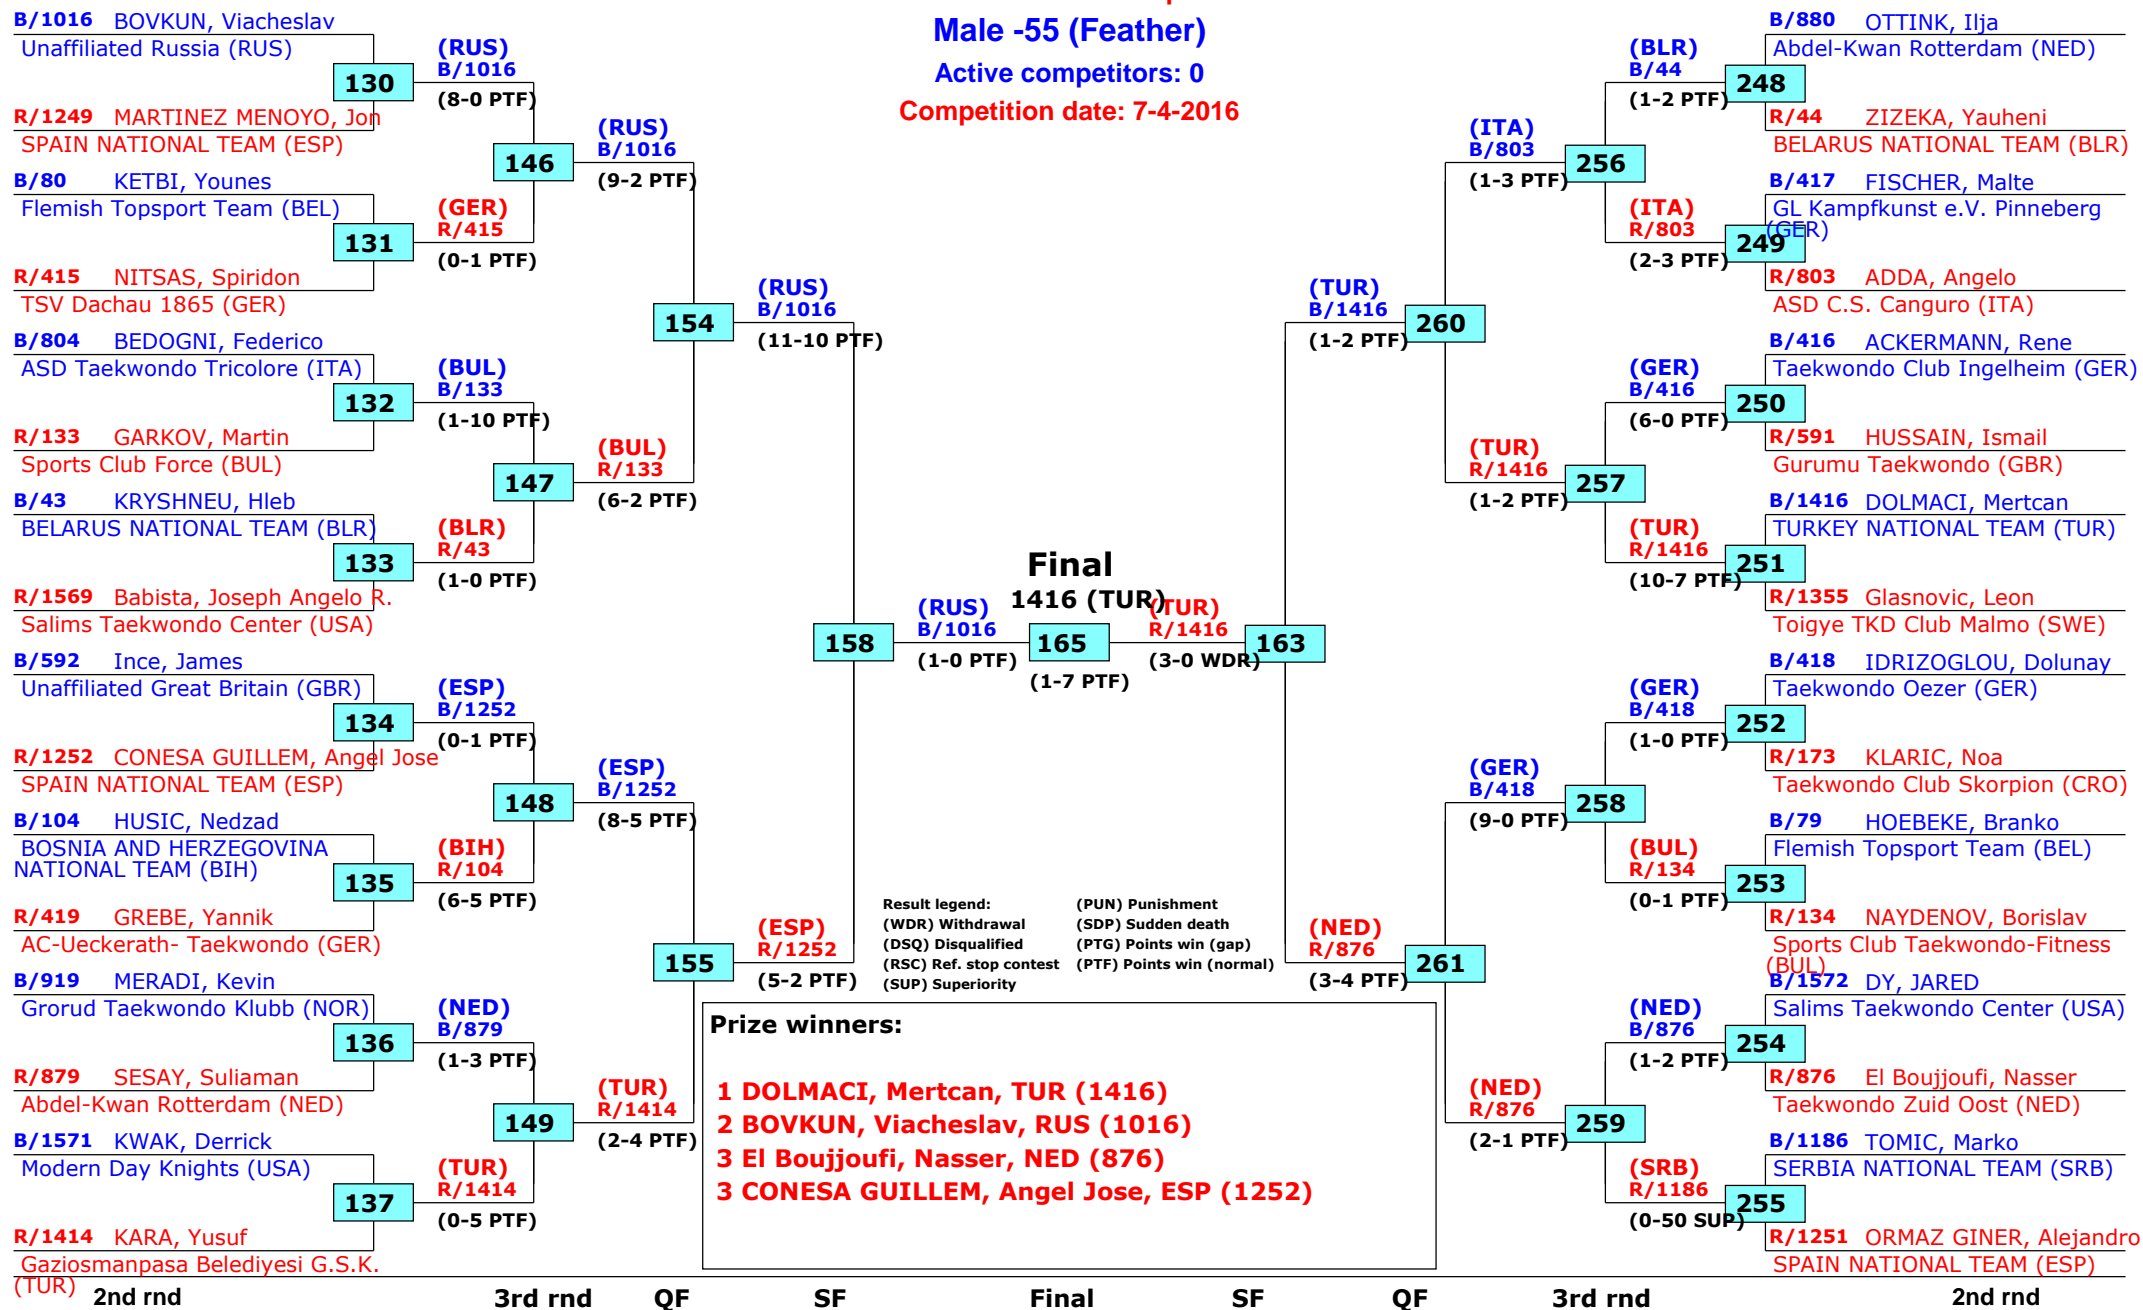 Male -55 (Feather)
Active competitors: 0
Competition date: 7-4-2016
B/1016 BOVKUN, Viacheslav
Unaffiliated Russia (RUS)
130
R/1249 MARTINEZ MENOYO, Jon
SPAIN NATIONAL TEAM (ESP)
B/80 KETBI, Younes
Flemish Topsport Team (BEL)
131
R/415 NITSAS, Spiridon
TSV Dachau 1865 (GER)
B/804 BEDOGNI, Federico
ASD Taekwondo Tricolore (ITA)
132
R/133 GARKOV, Martin
Sports Club Force (BUL)
B/43 KRYSHNEU, Hleb
BELARUS NATIONAL TEAM (BLR)
133
R/1569 Babista, Joseph Angelo R.
Salims Taekwondo Center (USA)
B/592 Ince, James
Unaffiliated Great Britain (GBR)
134
R/1252 CONESA GUILLEM, Angel Jose
SPAIN NATIONAL TEAM (ESP)
B/104 HUSIC, Nedzad
BOSNIA AND HERZEGOVINA
NATIONAL TEAM (BIH)
135
R/419 GREBE, Yannik
AC-Ueckerath- Taekwondo (GER)
B/919 MERADI, Kevin
Grorud Taekwondo Klubb (NOR)
136
R/879 SESAY, Suliaman
Abdel-Kwan Rotterdam (NED)
B/1571 KWAK, Derrick
Modern Day Knights (USA)
137
R/1414 KARA, Yusuf
Gaziosmanpasa Belediyesi G.S.K.
(TUR)
(RUS)
B/1016
(8-0 PTF)
146
(GER)
R/415
(0-1 PTF)
(BUL)
B/133
(1-10 PTF)
147
(BLR)
R/43
(1-0 PTF)
(ESP)
B/1252
(0-1 PTF)
148
(BIH)
R/104
(6-5 PTF)
(NED)
B/879
(1-3 PTF)
149
(TUR)
R/1414
(0-5 PTF)
(RUS)
B/1016
(9-2 PTF)
154
(BUL)
R/133
(6-2 PTF)
(ESP)
B/1252
(8-5 PTF)
155
(TUR)
R/1414
(2-4 PTF)
(RUS)
B/1016
(11-10 PTF)
158
(ESP)
R/1252
(5-2 PTF)
Final
1416 (TUR)
(RUS)
B/1016
(1-0 PTF)
165
(1-7 PTF)
(TUR)
R/1416
(3-0 WDR)
163
(TUR)
B/1416
(1-2 PTF)
260
(NED)
R/876
(3-4 PTF)
261
(ITA)
B/803
(1-3 PTF)
256
(TUR)
R/1416
(1-2 PTF)
257
(GER)
B/418
(9-0 PTF)
258
(NED)
R/876
(2-1 PTF)
259
(BLR)
B/44
(1-2 PTF)
248
(ITA)
R/803
(2-3 PTF)
249
(GER)
B/416
(6-0 PTF)
250
(TUR)
R/1416
(10-7 PTF)
251
(GER)
B/418
(1-0 PTF)
252
(BUL)
R/134
(0-1 PTF)
253
(NED)
B/876
(1-2 PTF)
254
(SRB)
R/1186
(0-50 SUP)
255
B/880 OTTINK, Ilja
Abdel-Kwan Rotterdam (NED)
R/44 ZIZEKA, Yauheni
BELARUS NATIONAL TEAM (BLR)
B/417 FISCHER, Malte
GL Kampfkunst e.V. Pinneberg
(GER)
R/803 ADDA, Angelo
ASD C.S. Canguro (ITA)
B/416 ACKERMANN, Rene
Taekwondo Club Ingelheim (GER)
R/591 HUSSAIN, Ismail
Gurumu Taekwondo (GBR)
B/1416 DOLMACI, Mertcan
TURKEY NATIONAL TEAM (TUR)
R/1355 Glasnovic, Leon
Toigye TKD Club Malmo (SWE)
B/418 IDRIZOGLOU, Dolunay
Taekwondo Oezer (GER)
R/173 KLARIC, Noa
Taekwondo Club Skorpion (CRO)
B/79 HOEBEKE, Branko
Flemish Topsport Team (BEL)
R/134 NAYDENOV, Borislav
Sports Club Taekwondo-Fitness
(BUL)
B/1572 DY, JARED
Salims Taekwondo Center (USA)
R/876 El Boujjoufi, Nasser
Taekwondo Zuid Oost (NED)
B/1186 TOMIC, Marko
SERBIA NATIONAL TEAM (SRB)
R/1251 ORMAZ GINER, Alejandro
SPAIN NATIONAL TEAM (ESP)
Result legend: (PUN) Punishment
(WDR) Withdrawal (SDP) Sudden death
(DSQ) Disqualified (PTG) Points win (gap)
(RSC) Ref. stop contest (PTF) Points win (normal)
(SUP) Superiority
Prize winners:
1 DOLMACI, Mertcan, TUR (1416)
2 BOVKUN, Viacheslav, RUS (1016)
3 El Boujjoufi, Nasser, NED (876)
3 CONESA GUILLEM, Angel Jose, ESP (1252)
2nd rnd 3rd rnd QF SF Final SF QF 3rd rnd 2nd rnd